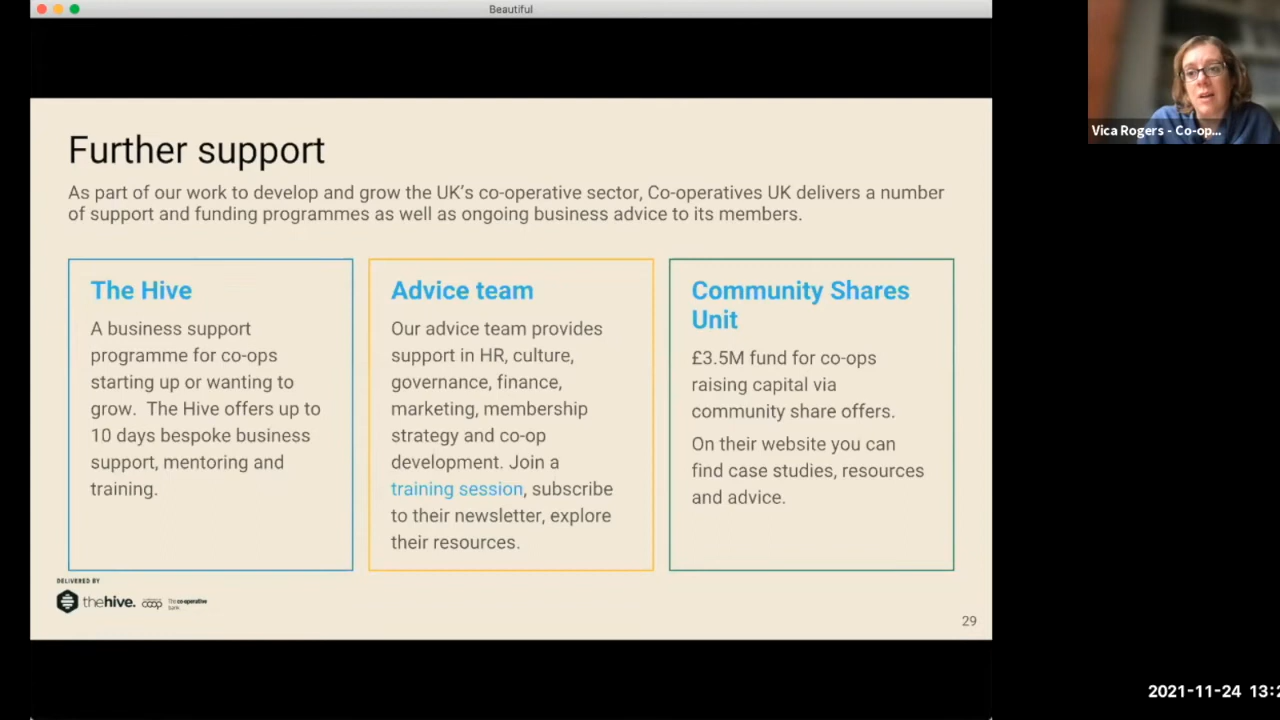 Beautiful
Vica Rogers - Co-op...
Further support
As part of our work to develop and grow the UK's co-operative sector, Co-operatives UK delivers a number
of support and funding programmes as well as ongoing business advice to its members.
The Hive
A business support
programme for co-ops
starting up or wanting to
grow. The Hive offers up to
10 days bespoke business
support, mentoring and
training.
Advice team
Our advice team provides
support in HR, culture,
governance, finance,
marketing, membership
strategy and co-op
development. Join a
training session, subscribe
to their newsletter, explore
their resources.
Community Shares
Unit
£3.5M fund for co-ops
raising capital via
community share offers.
On their website you can
find case studies, resources
and advice.
DELIVERED BY
thehive.
coop
The co-operative
bank
29
2021-11-24 13:2